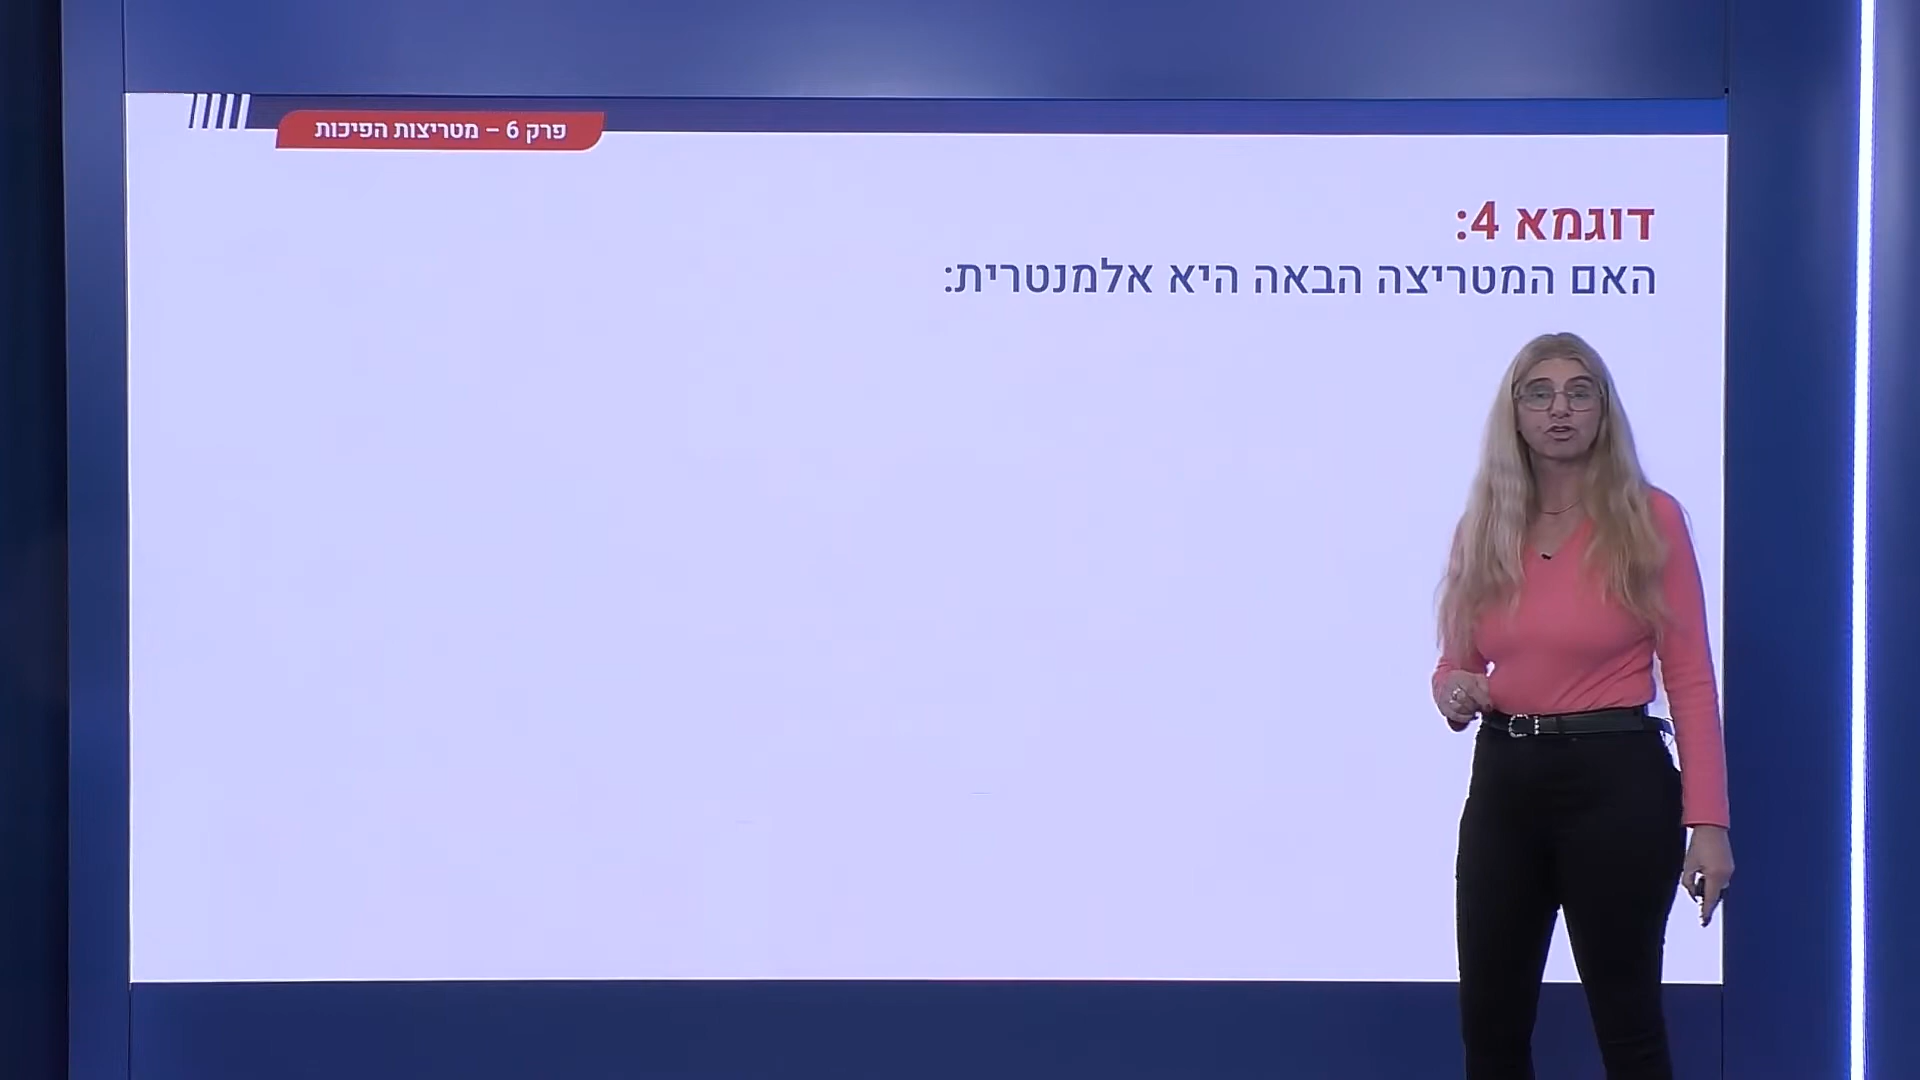 פרק 6 – מטריצות הפיכות
דוגמא 4:
האם המטריצה הבאה היא אלמנטרית: